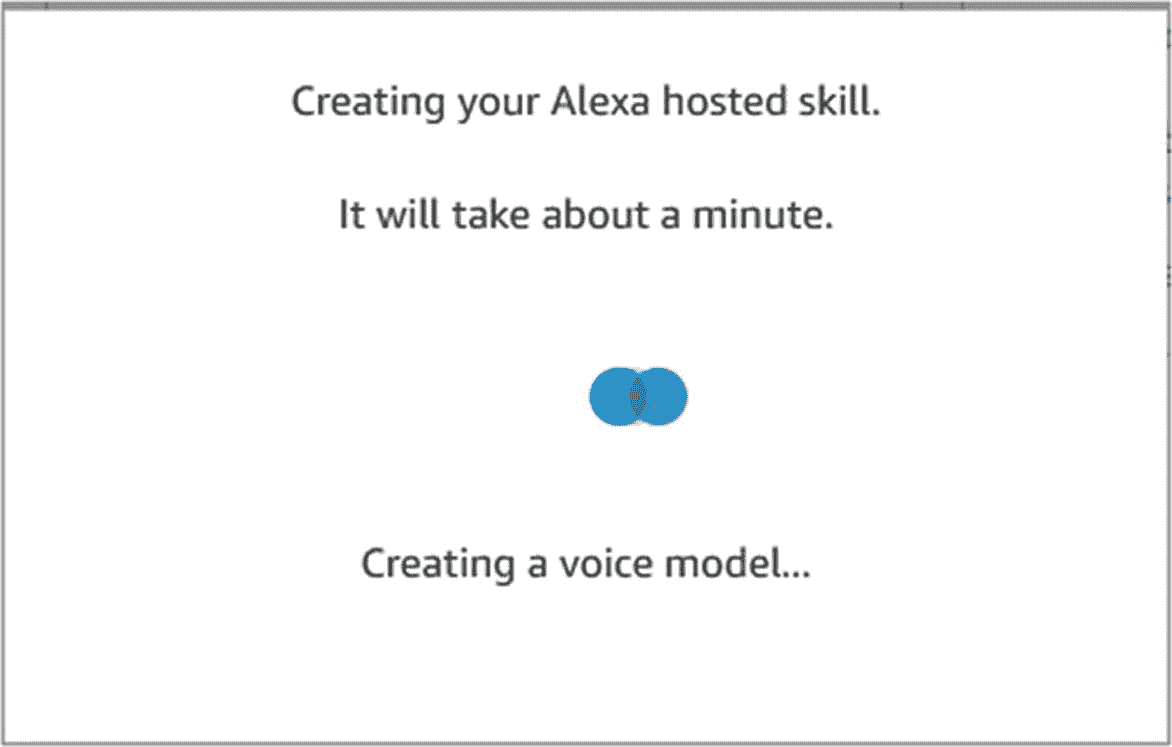 Creating your Alexa hosted skill.
It will take about a minute.
Creating a voice model...